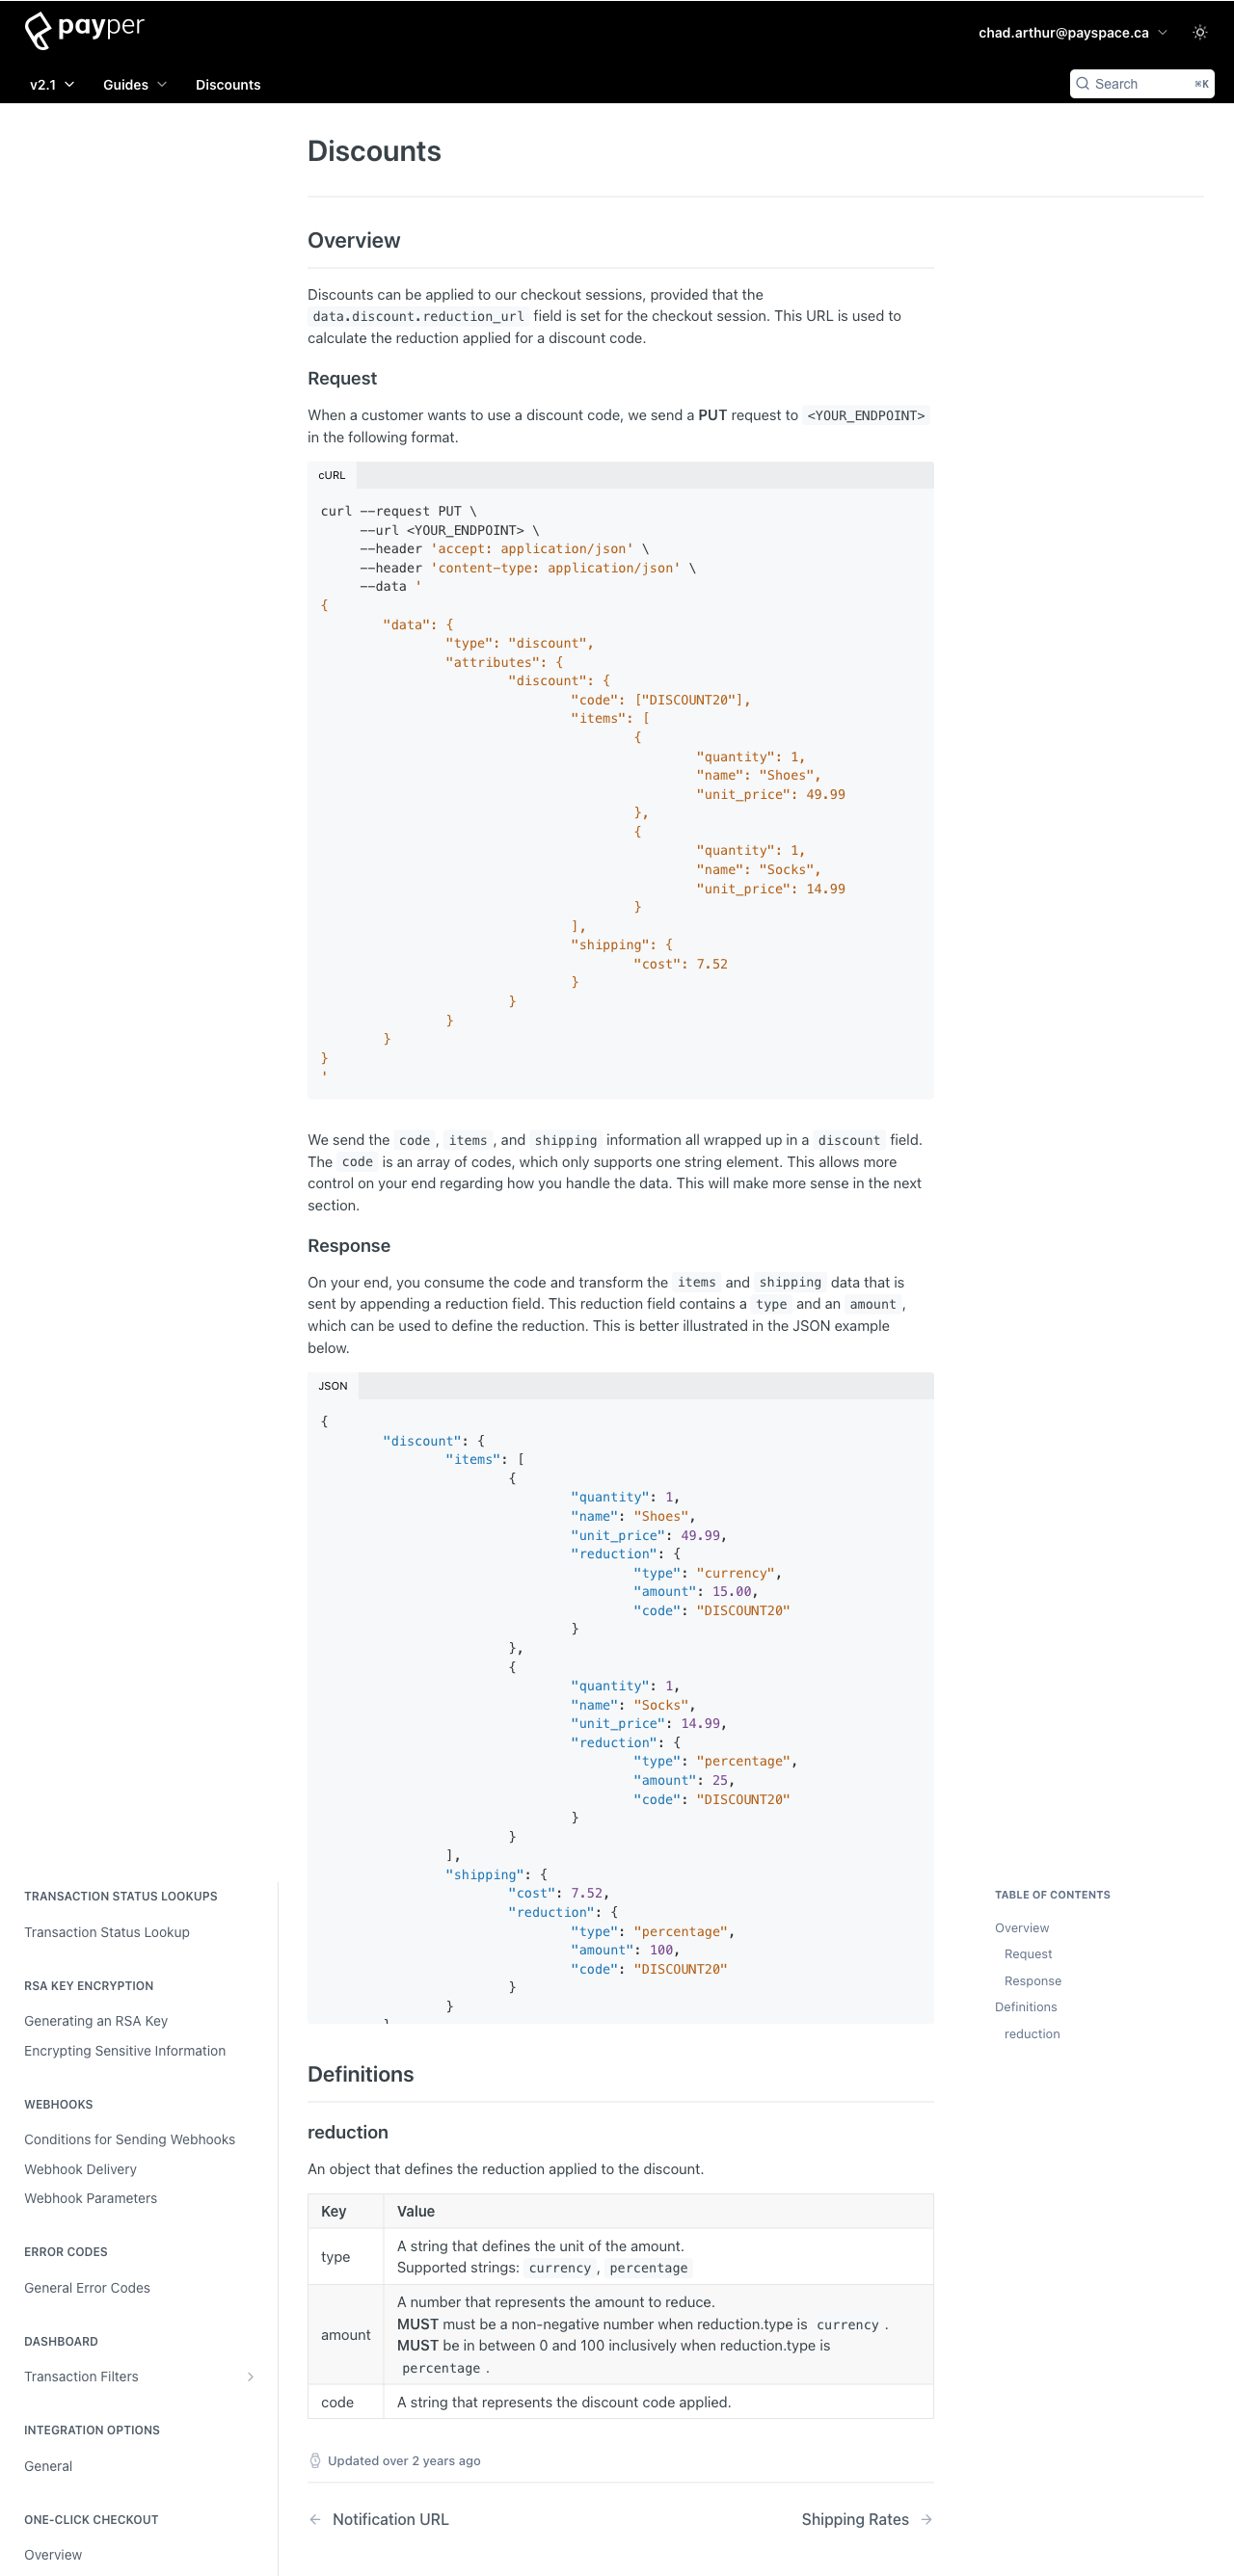 payper
chad.arthur@payspace.ca
v2.1 Guides Discounts
Search ⌘K
Discounts
Overview
Discounts can be applied to our checkout sessions, provided that the
data.discount.reduction_url field is set for the checkout session. This URL is used to
calculate the reduction applied for a discount code.
Request
When a customer wants to use a discount code, we send a PUT request to <YOUR_ENDPOINT>
in the following format.
cURL
curl --request PUT \
     --url <YOUR_ENDPOINT> \
     --header 'accept: application/json' \
     --header 'content-type: application/json' \
     --data '
{
        "data": {
                "type": "discount",
                "attributes": {
                        "discount": {
                                "code": ["DISCOUNT20"],
                                "items": [
                                        {
                                                "quantity": 1,
                                                "name": "Shoes",
                                                "unit_price": 49.99
                                        },
                                        {
                                                "quantity": 1,
                                                "name": "Socks",
                                                "unit_price": 14.99
                                        }
                                ],
                                "shipping": {
                                        "cost": 7.52
                                }
                        }
                }
        }
}
'
We send the code , items , and shipping information all wrapped up in a discount field.
The code is an array of codes, which only supports one string element. This allows more
control on your end regarding how you handle the data. This will make more sense in the next
section.
Response
On your end, you consume the code and transform the items and shipping data that is
sent by appending a reduction field. This reduction field contains a type and an amount ,
which can be used to define the reduction. This is better illustrated in the JSON example
below.
JSON
{
        "discount": {
                "items": [
                        {
                                "quantity": 1,
                                "name": "Shoes",
                                "unit_price": 49.99,
                                "reduction": {
                                        "type": "currency",
                                        "amount": 15.00,
                                        "code": "DISCOUNT20"
                                }
                        },
                        {
                                "quantity": 1,
                                "name": "Socks",
                                "unit_price": 14.99,
                                "reduction": {
                                        "type": "percentage",
                                        "amount": 25,
                                        "code": "DISCOUNT20"
                                }
                        }
                ],
                "shipping": {
                        "cost": 7.52,
                        "reduction": {
                                "type": "percentage",
                                "amount": 100,
                                "code": "DISCOUNT20"
                        }
                }
        }
Definitions
reduction
An object that defines the reduction applied to the discount.
Key Value
type
A string that defines the unit of the amount.
Supported strings: currency , percentage
amount
A number that represents the amount to reduce.
MUST must be a non-negative number when reduction.type is currency .
MUST be in between 0 and 100 inclusively when reduction.type is
percentage .
code A string that represents the discount code applied.
Updated over 2 years ago
← Notification URL
Shipping Rates →
TRANSACTION STATUS LOOKUPS
Transaction Status Lookup
RSA KEY ENCRYPTION
Generating an RSA Key
Encrypting Sensitive Information
WEBHOOKS
Conditions for Sending Webhooks
Webhook Delivery
Webhook Parameters
ERROR CODES
General Error Codes
DASHBOARD
Transaction Filters
INTEGRATION OPTIONS
General
ONE-CLICK CHECKOUT
Overview
TABLE OF CONTENTS
Overview
Request
Response
Definitions
reduction